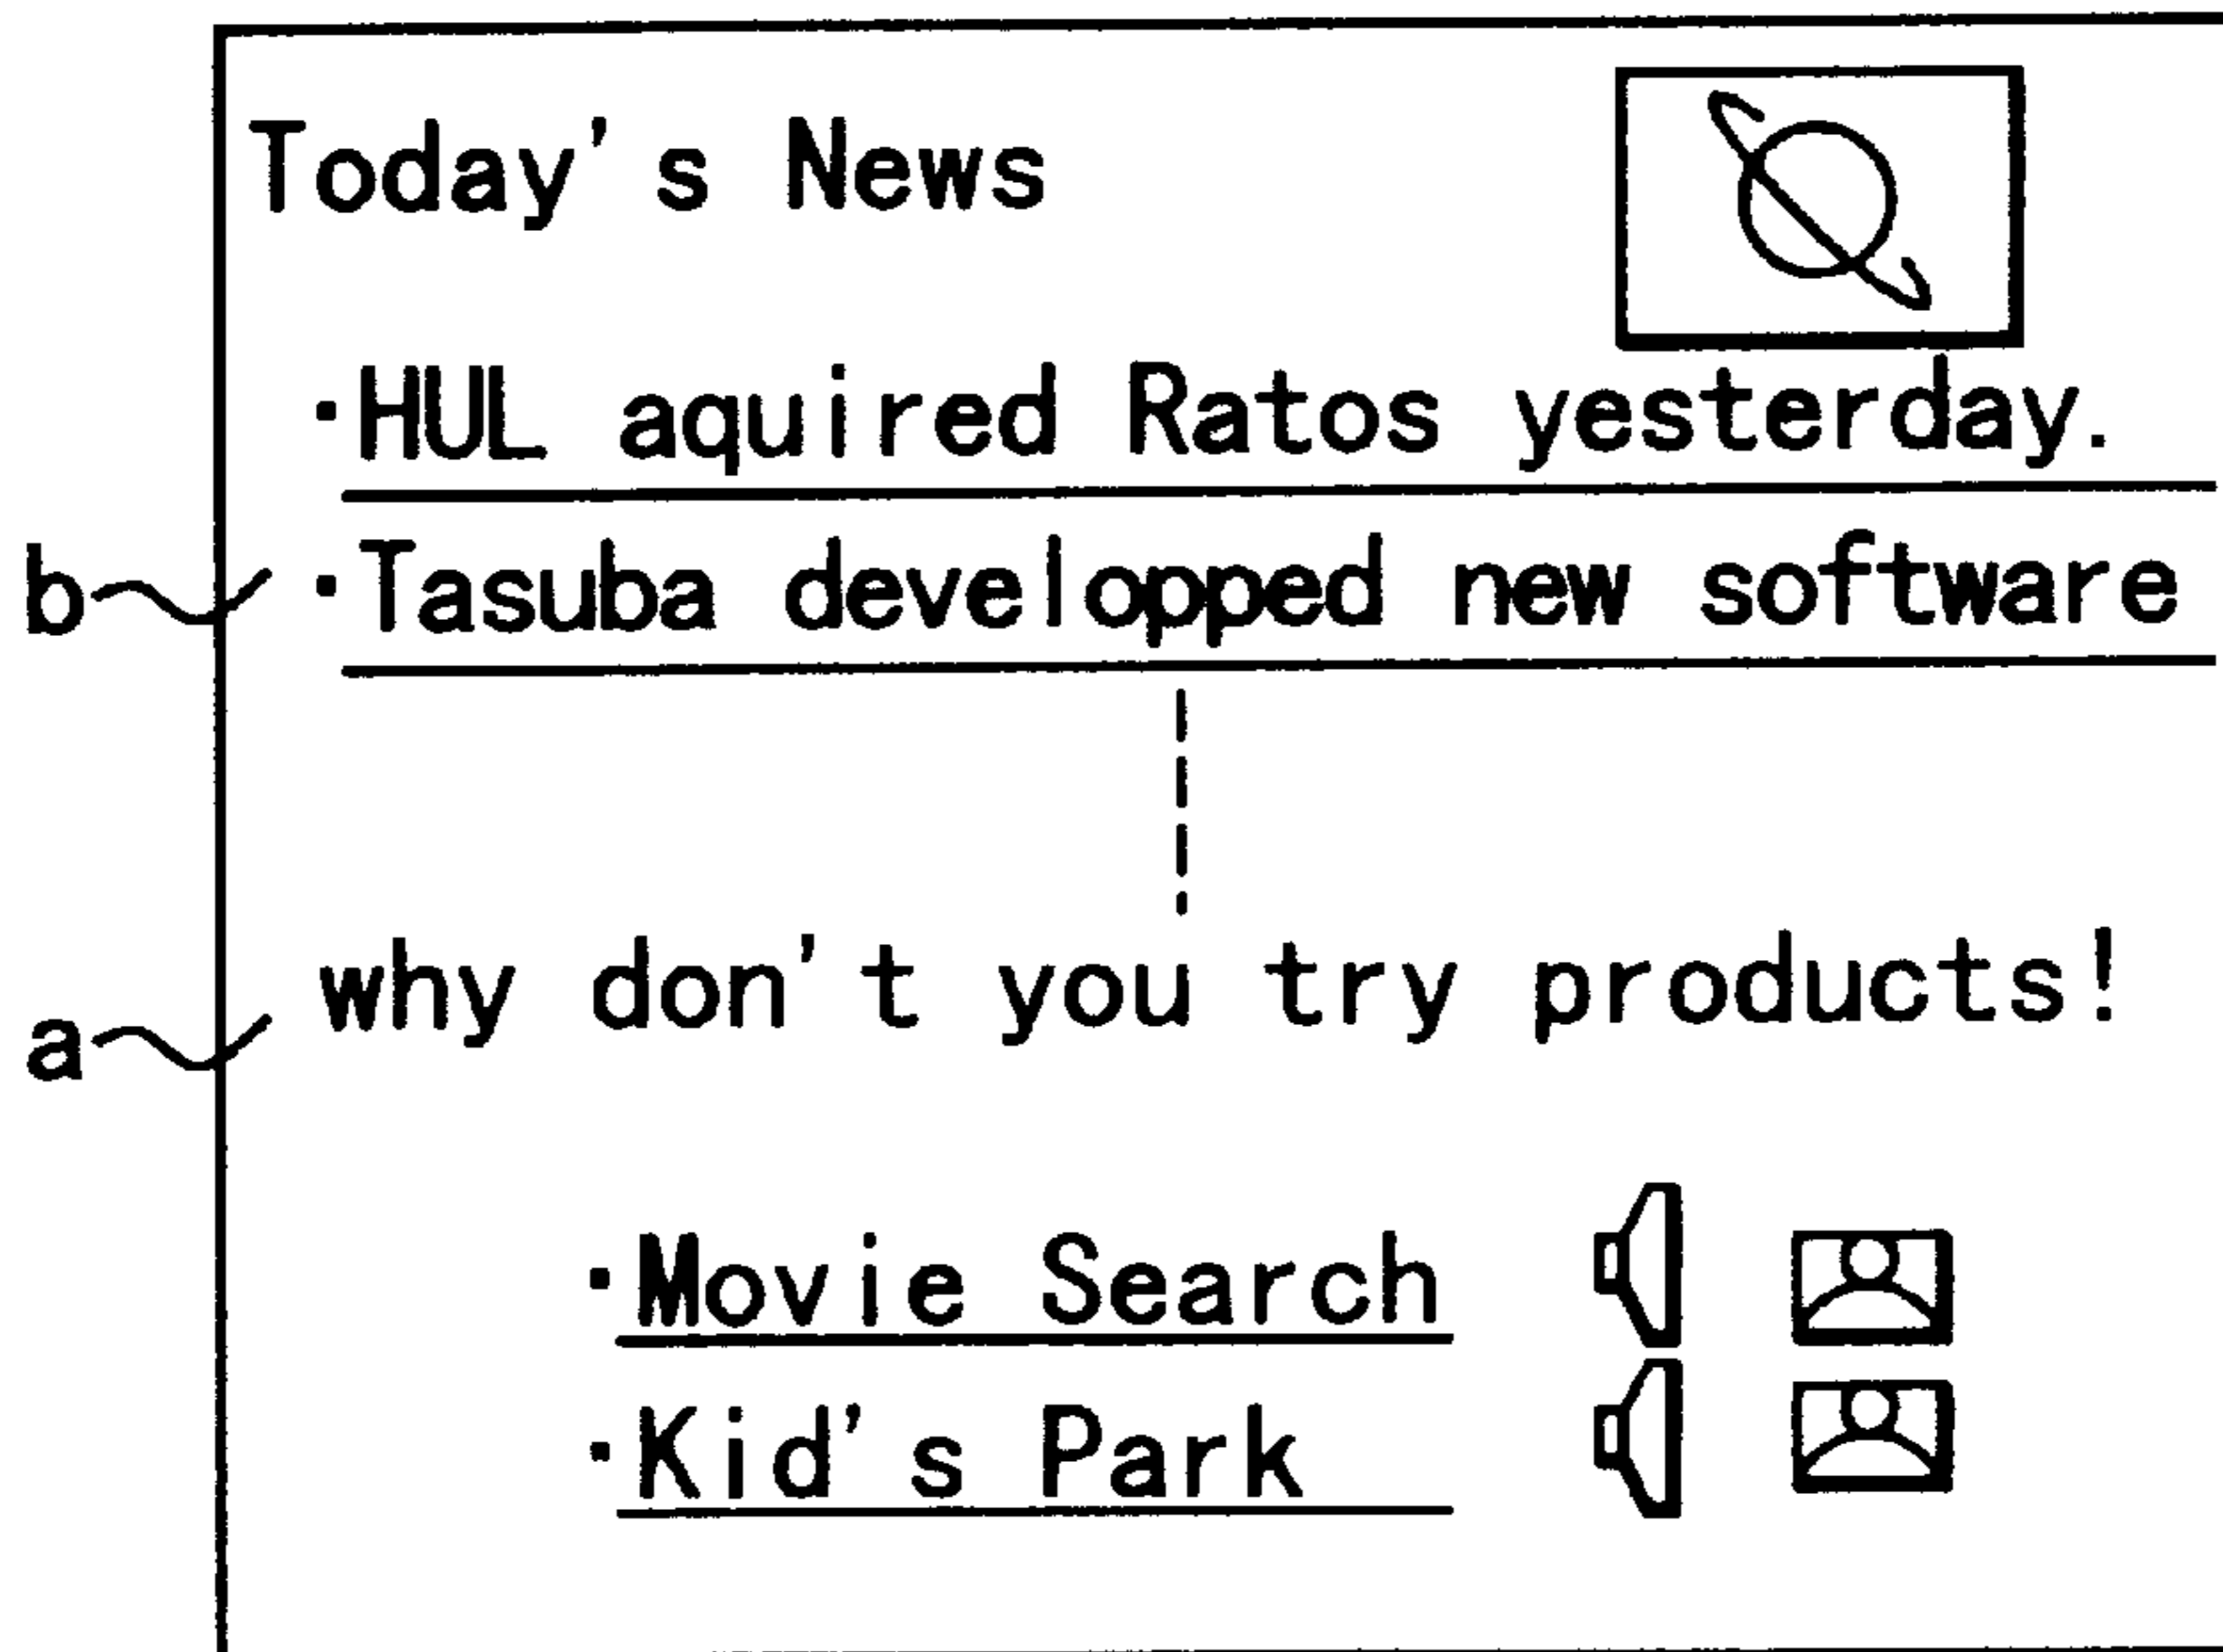 Today's News
·HUL aquired Ratos yesterday.
b ·Tasuba developped new software
why don't you try products!
a
·Movie Search
·Kid's Park